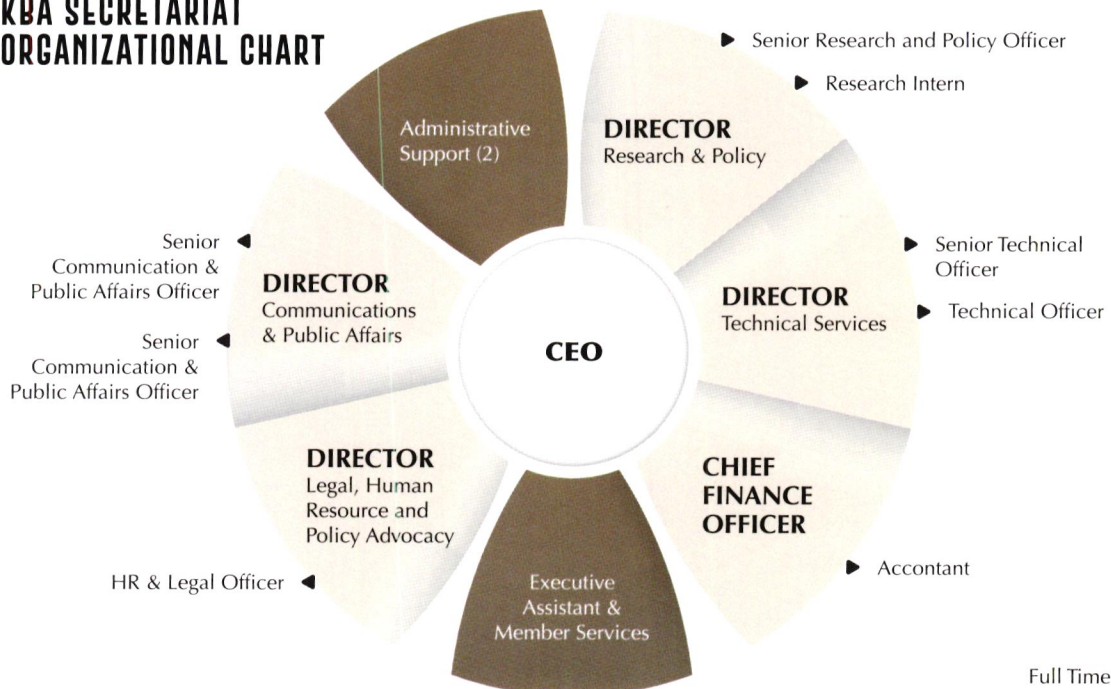 KBA SECRETARIAT
ORGANIZATIONAL CHART
Administrative
Support (2)
DIRECTOR
Research & Policy
Senior Research and Policy Officer
Research Intern
DIRECTOR
Technical Services
Senior Technical
Officer
Technical Officer
CHIEF
FINANCE
OFFICER
Accontant
Executive
Assistant &
Member Services
DIRECTOR
Legal, Human
Resource and
Policy Advocacy
HR & Legal Officer
DIRECTOR
Communications
& Public Affairs
Senior
Communication &
Public Affairs Officer
Senior
Communication &
Public Affairs Officer
CEO
Full Time